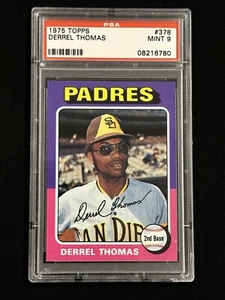 PSA
1975 TOPPS #378
DERREL THOMAS MINT 9
08216780
PADRES
SD
Derrel Thomas
SAN DIE
2nd Base
DERREL THOMAS